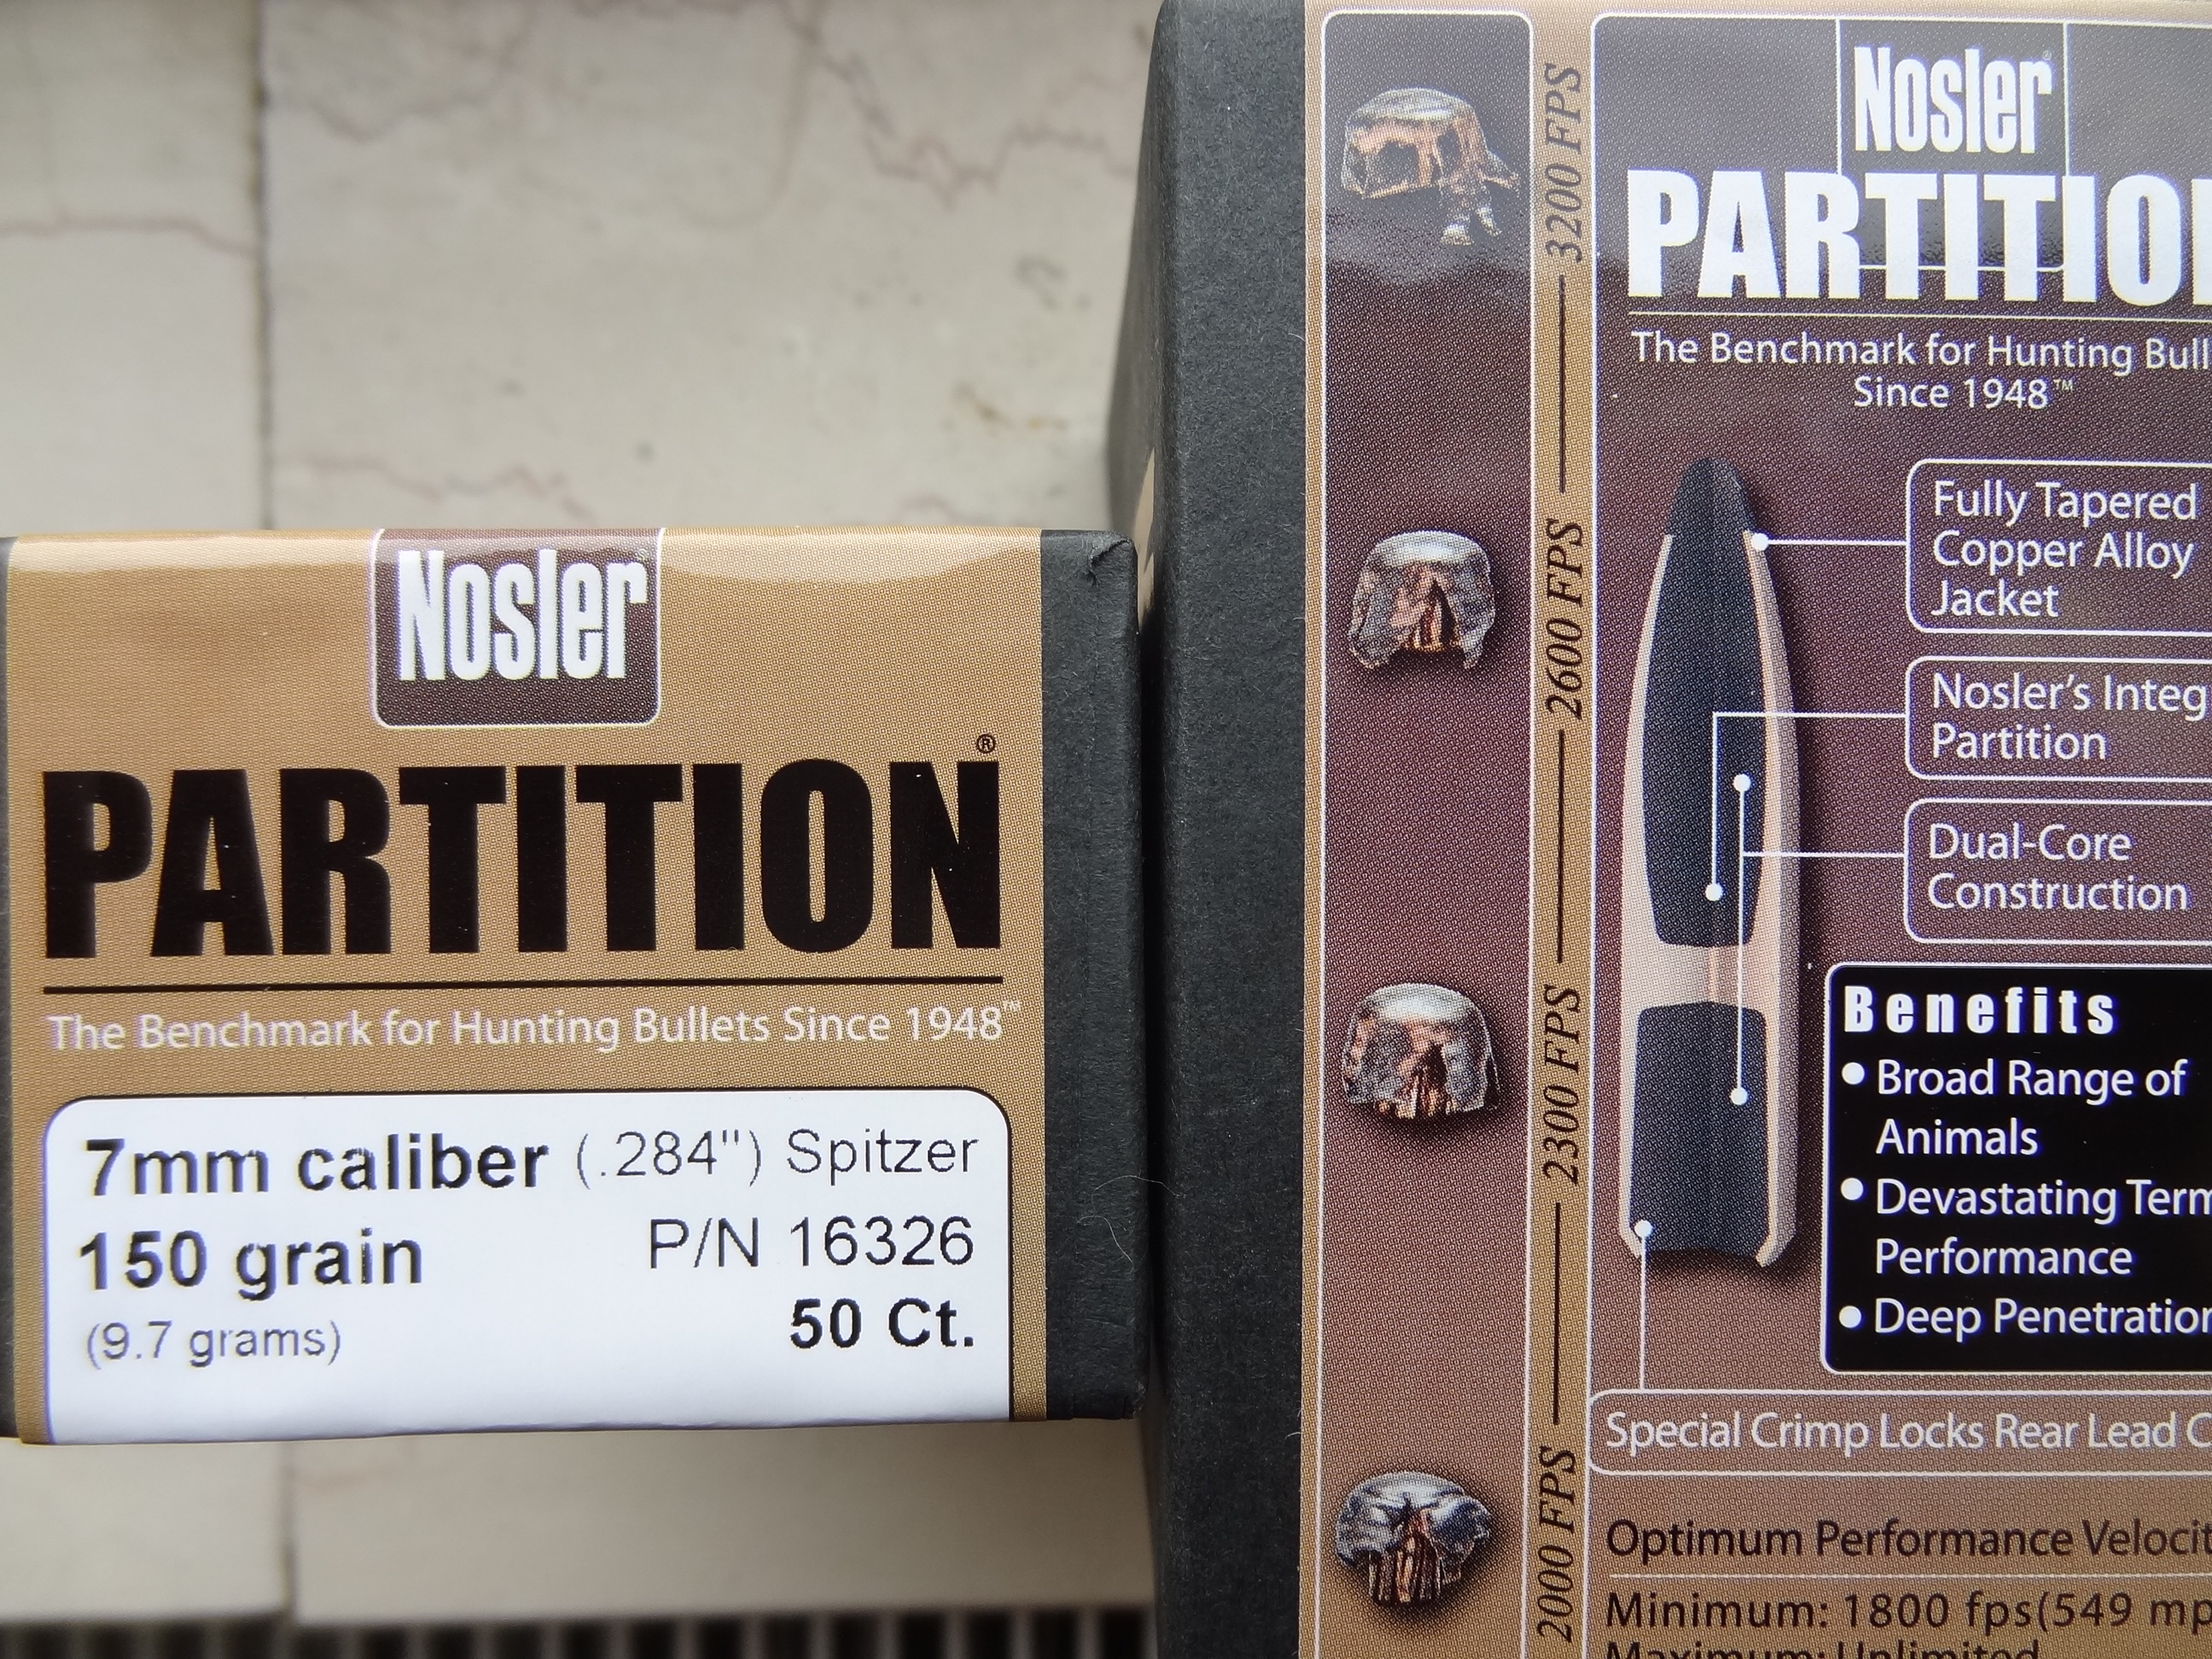 Nosler
PARTITION®
The Benchmark for Hunting Bullets Since 1948™
7mm caliber (.284") Spitzer
150 grain P/N 16326
(9.7 grams) 50 Ct.
3200 FPS
2600 FPS
2300 FPS
2000 FPS
Nosler
PARTITIO
The Benchmark for Hunting Bull
Since 1948™
Fully Tapered
Copper Alloy
Jacket
Nosler's Integ
Partition
Dual-Core
Construction
Benefits
• Broad Range of
Animals
• Devastating Term
Performance
• Deep Penetration
Special Crimp Locks Rear Lead C
Optimum Performance Velocit
Minimum: 1800 fps(549 mp
Maximum: Unlimited